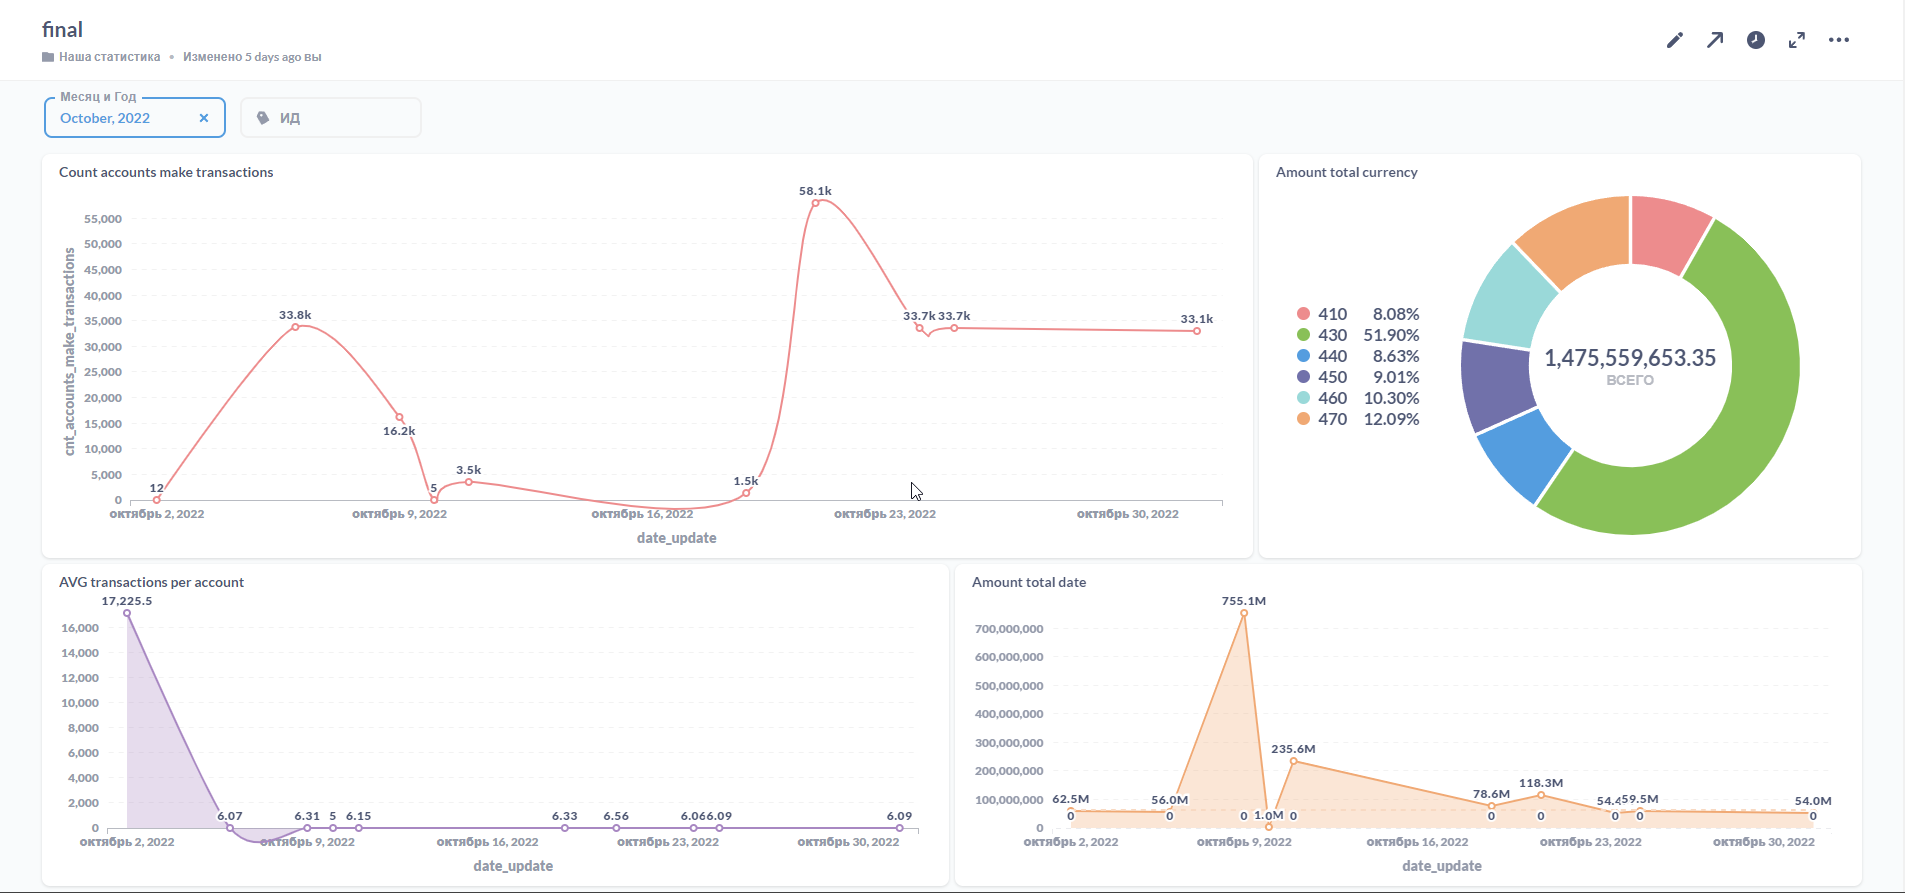 final
Наша статистика • Изменено 5 days ago вы
Месяц и Год
October, 2022 ×
ИД
Count accounts make transactions
cnt_accounts_make_transactions
55,000
50,000
45,000
40,000
35,000
30,000
25,000
20,000
15,000
10,000
5,000
0
12 33.8k 16.2k 5 3.5k 1.5k 58.1k 33.7k 33.7k 33.1k
октябрь 2, 2022 октябрь 9, 2022 октябрь 16, 2022 октябрь 23, 2022 октябрь 30, 2022
date_update
Amount total currency
410 8.08%
430 51.90%
440 8.63%
450 9.01%
460 10.30%
470 12.09%
1,475,559,653.35
ВСЕГО
AVG transactions per account
17,225.5
16,000
14,000
12,000
10,000
8,000
6,000
4,000
2,000
0
6.07 6.31 5 6.15 6.33 6.56 6.06 6.09 6.09
октябрь 2, 2022 октябрь 9, 2022 октябрь 16, 2022 октябрь 23, 2022 октябрь 30, 2022
date_update
Amount total date
755.1M
700,000,000
600,000,000
500,000,000
400,000,000
300,000,000
200,000,000
100,000,000
0
62.5M 56.0M 1.0M 235.6M 78.6M 118.3M 59.5M 54.0M
0 0 0 0 0 0 0 0 0
октябрь 2, 2022 октябрь 9, 2022 октябрь 16, 2022 октябрь 23, 2022 октябрь 30, 2022
date_update